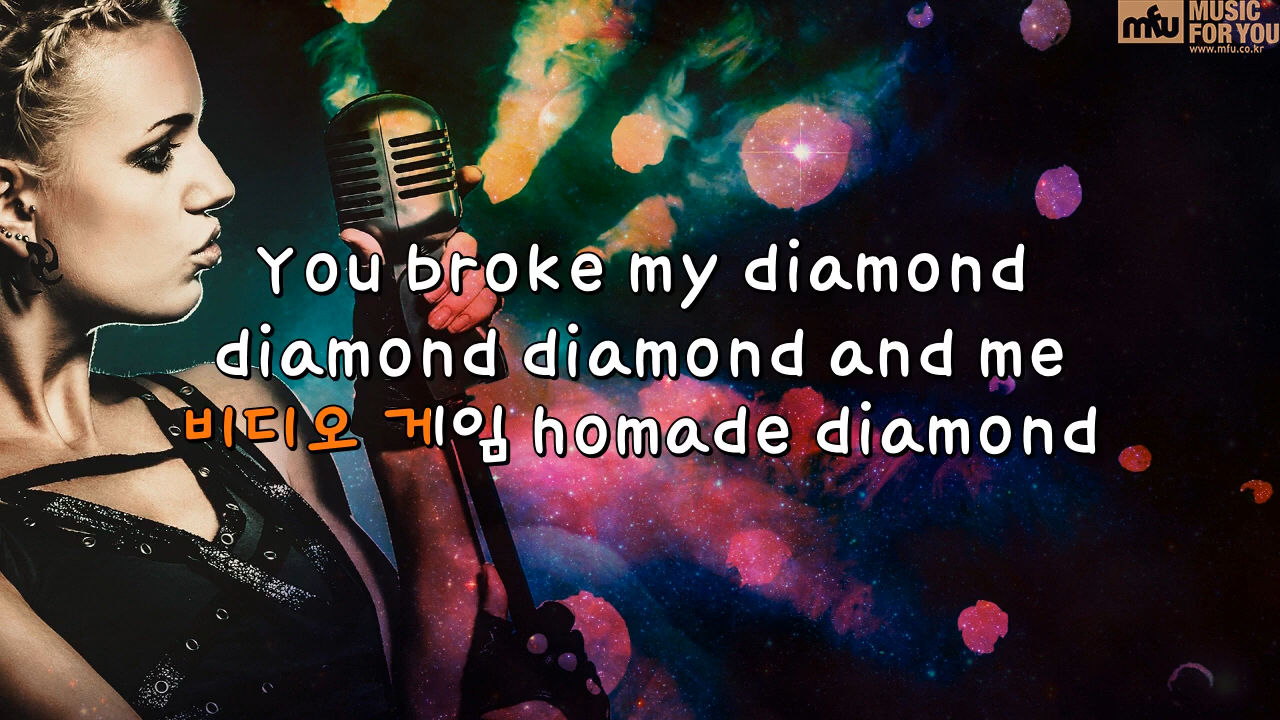 mfu MUSIC
FOR YOU
www.mfu.co.kr
You broke my diamond
diamond diamond and me
비디오 게임 homade diamond